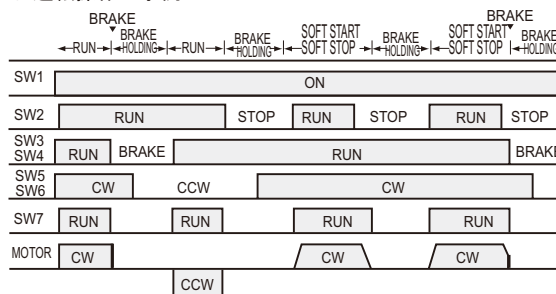 BRAKE BRAKE
RUN BRAKE HOLDING RUN BRAKE HOLDING SOFT START SOFT STOP BRAKE HOLDING SOFT START SOFT STOP BRAKE HOLDING
SW1 ON
SW2 RUN STOP RUN STOP RUN STOP
SW3 SW4 RUN BRAKE RUN BRAKE
SW5 SW6 CW CCW CW
SW7 RUN RUN RUN RUN
MOTOR CW CW CW
CCW